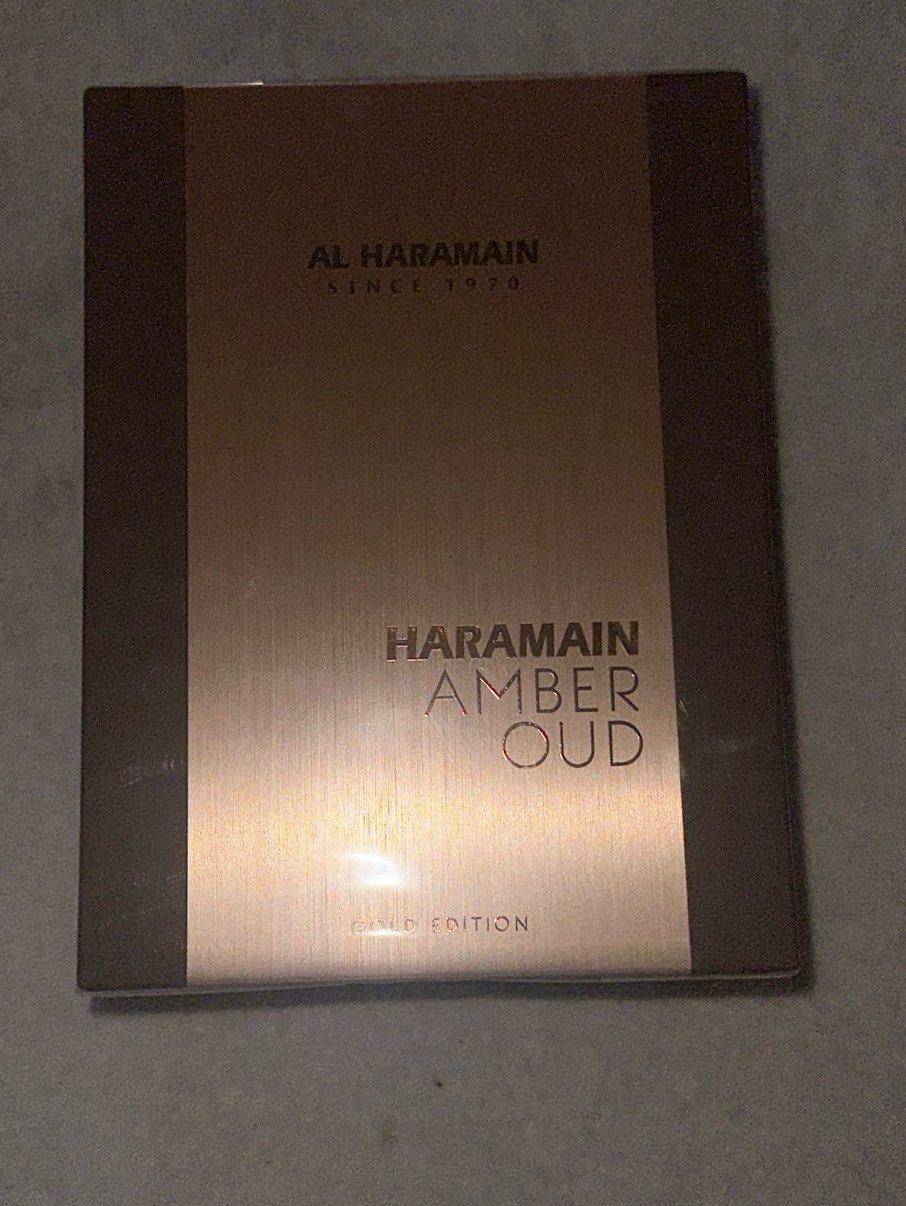 AL HARAMAIN
SINCE 1970
HARAMAIN
AMBER
OUD
GOLD EDITION